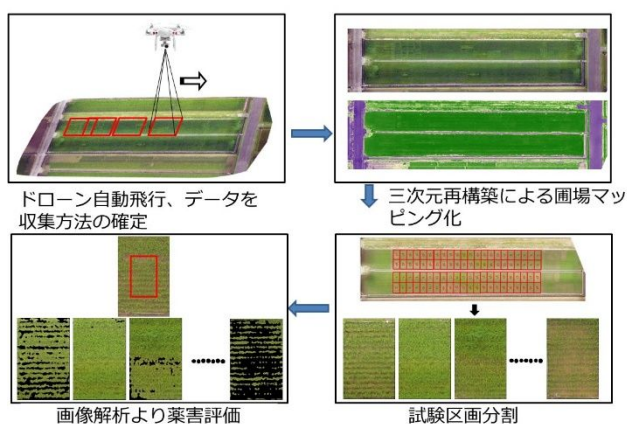 ドローン自動飛行、データを
収集方法の確定
三次元再構築による圃場マッ
ピング化
試験区画分割
画像解析より薬害評価